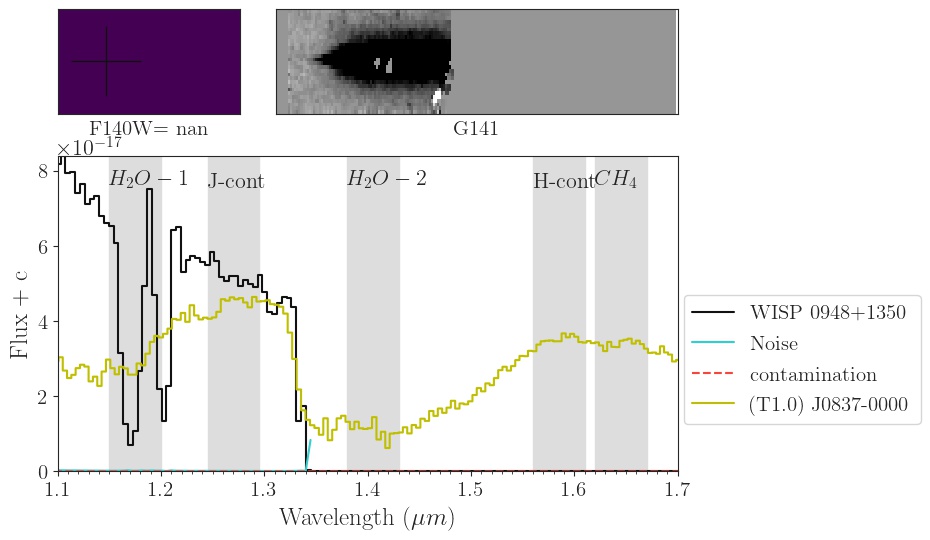 F140W= nan
G141
×10⁻¹⁷
H₂O − 1 J-cont H₂O − 2 H-cont CH₄
8
6
4
2
0
Flux + c
1.1 1.2 1.3 1.4 1.5 1.6 1.7
Wavelength (μm)
WISP 0948+1350
Noise
contamination
(T1.0) J0837-0000